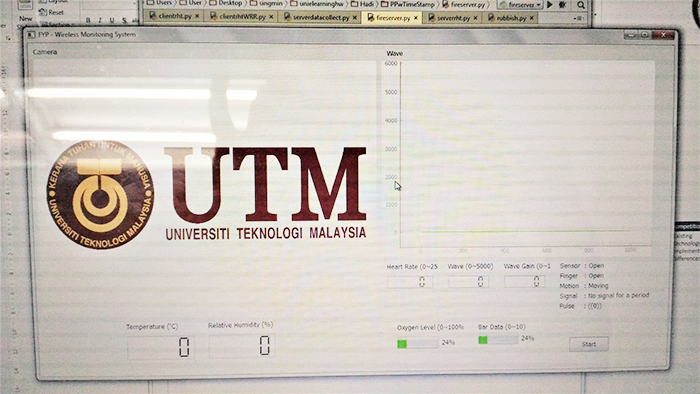 New
Layout
Reset
Users
User
Desktop
singmin
unielearninghw
Hadi
PPwTimeStamp
fireserver.py
fireserver
clientrht.py
clientrhtWRR.py
serverdatacollect.py
fireserver.py
serverrht.py
rubbish.py
FYP - Wireless Monitoring System
Camera
Wave
6000
5000
4000
3000
2000
1000
0
KERANA TUHAN UNTUK MANUSIA
UNIVERSITI TEKNOLOGI MALAYSIA
UTM
UNIVERSITI TEKNOLOGI MALAYSIA
200
400
600
800
1000
Heart Rate (0~25
Wave (0~5000)
Wave Gain (0~1
0
0
0
Sensor : Open
Finger : Open
Motion : Moving
Signal : No signal for a period
Pulse : ((0))
Temperature (°C)
Relative Humidity (%)
0
0
Oxygen Level (0~100%
Bar Data (0~10)
24%
24%
Start